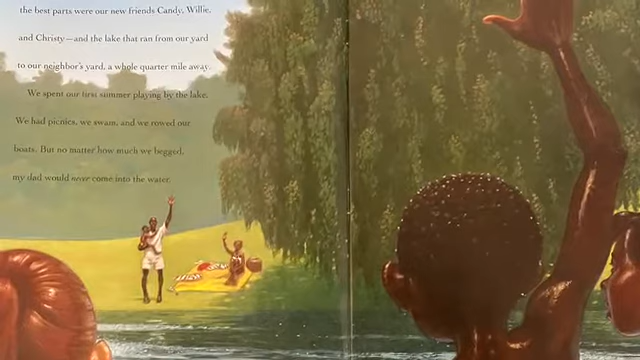 the best parts were our new friends Candy, Willie,
and Christy—and the lake that ran from our yard
to our neighbor's yard, a whole quarter mile away.
We spent our first summer playing by the lake.
We had picnics, we swam, and we rowed our
boats. But no matter how much we begged,
my dad would never come into the water.